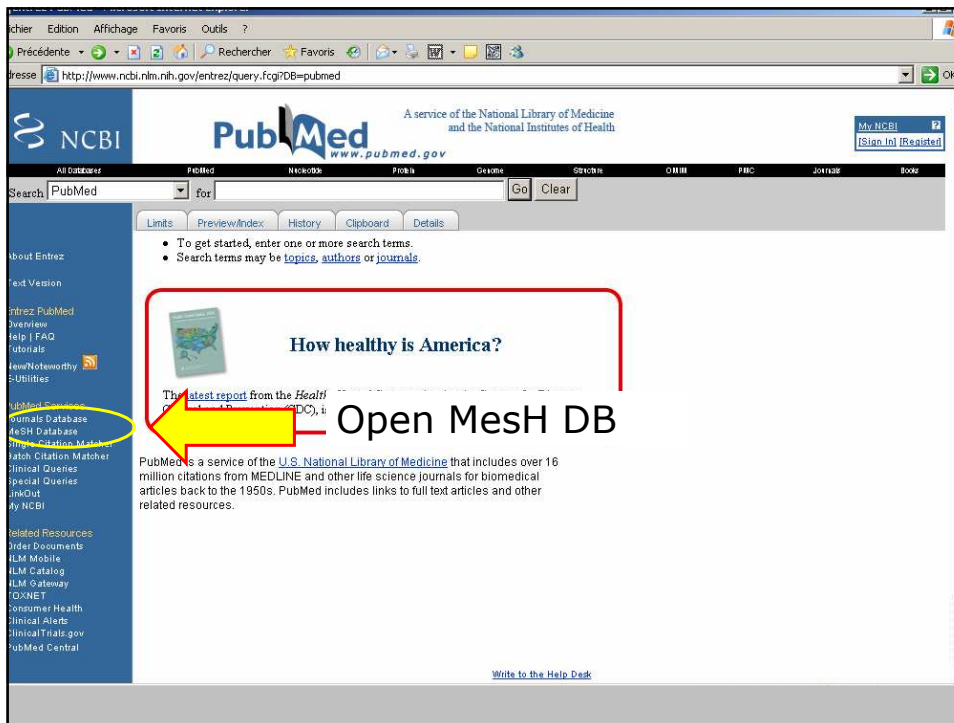 ichier Edition Affichage Favoris Outils ?
Précédente Rechercher Favoris
dresse http://www.ncbi.nlm.nih.gov/entrez/query.fcgi?DB=pubmed OK
NCBI
PubMed
www.pubmed.gov
A service of the National Library of Medicine
and the National Institutes of Health
My NCBI ?
[Sign In] [Register]
All Databases PubMed Nucleotide Protein Genome Structure OMIM PMC Journals Books
Search PubMed for Go Clear
Limits Preview/Index History Clipboard Details
• To get started, enter one or more search terms.
• Search terms may be topics, authors or journals.
bout Entrez
ext Version
ntrez PubMed
verview
elp | FAQ
utorials
ew/Noteworthy
-Utilities
ubMed Services
ournals Database
MeSH Database
Single Citation Matcher
atch Citation Matcher
linical Queries
pecial Queries
inkOut
y NCBI
elated Resources
rder Documents
LM Mobile
LM Catalog
LM Gateway
OXNET
onsumer Health
linical Alerts
linicalTrials.gov
ubMed Central
How healthy is America?
The latest report from the
Open MesH DB
PubMed is a service of the U.S. National Library of Medicine that includes over 16
million citations from MEDLINE and other life science journals for biomedical
articles back to the 1950s. PubMed includes links to full text articles and other
related resources.
Write to the Help Desk